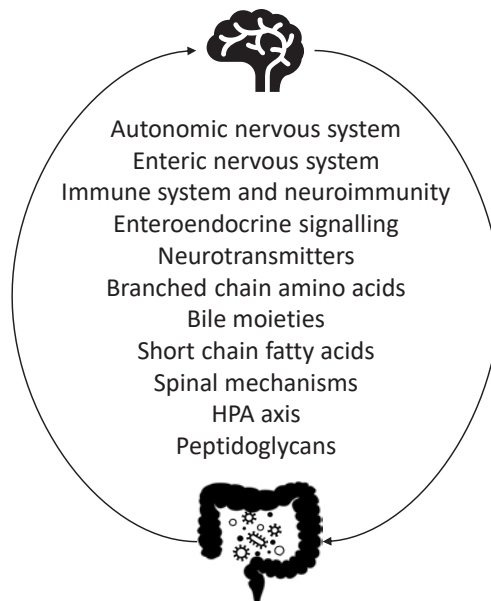 Autonomic nervous system
Enteric nervous system
Immune system and neuroimmunity
Enteroendocrine signalling
Neurotransmitters
Branched chain amino acids
Bile moieties
Short chain fatty acids
Spinal mechanisms
HPA axis
Peptidoglycans